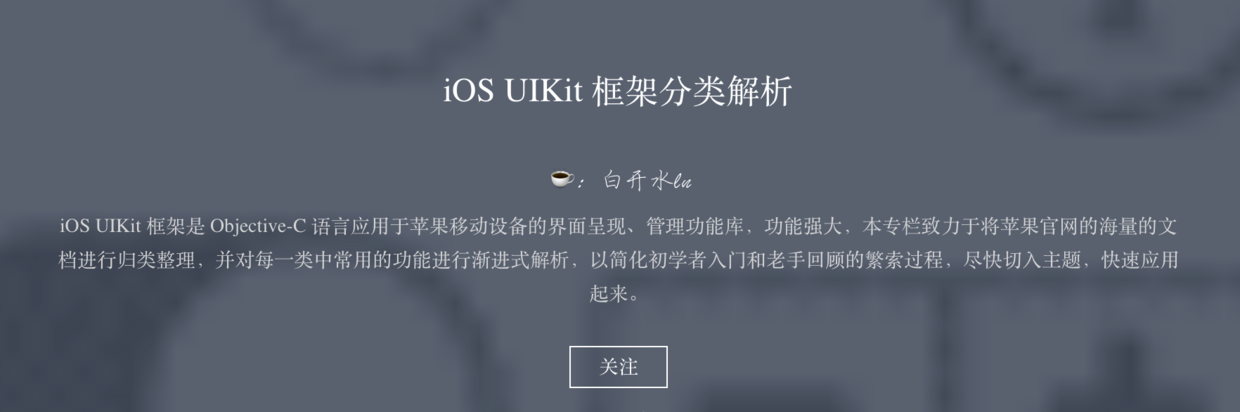 iOS UIKit 框架分类解析
☕️：白开水ln
iOS UIKit 框架是 Objective-C 语言应用于苹果移动设备的界面呈现、管理功能库，功能强大，本专栏致力于将苹果官网的海量的文
档进行归类整理，并对每一类中常用的功能进行渐进式解析，以简化初学者入门和老手回顾的繁索过程，尽快切入主题，快速应用
起来。
关注